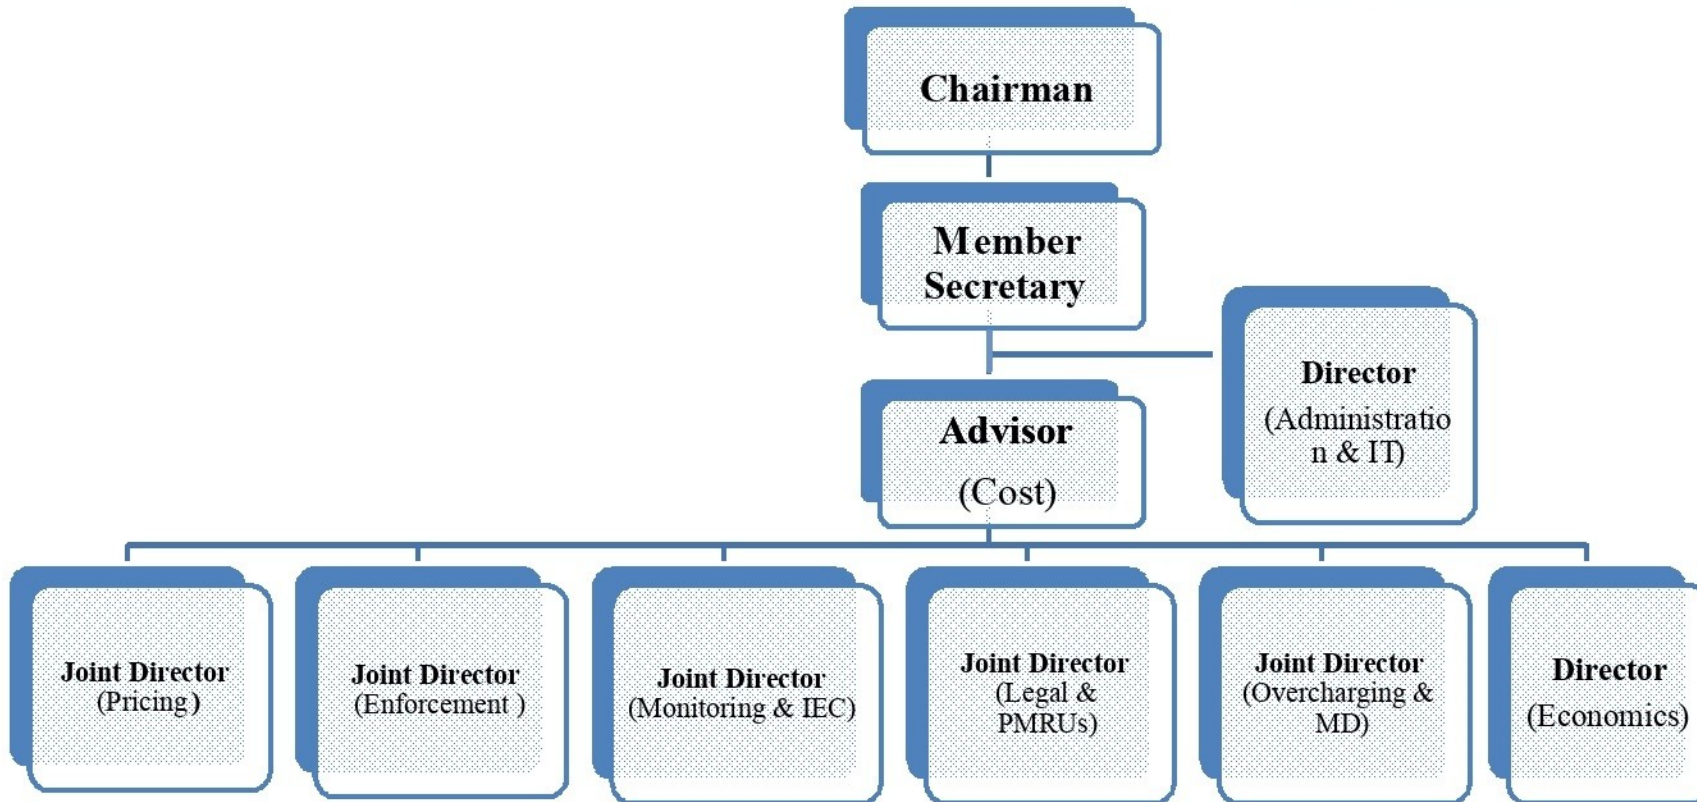 Chairman
Member
Secretary
Director
(Administratio
n & IT)
Advisor
(Cost)
Joint Director
(Pricing)
Joint Director
(Enforcement )
Joint Director
(Monitoring & IEC)
Joint Director
(Legal &
PMRUs)
Joint Director
(Overcharging &
MD)
Director
(Economics)